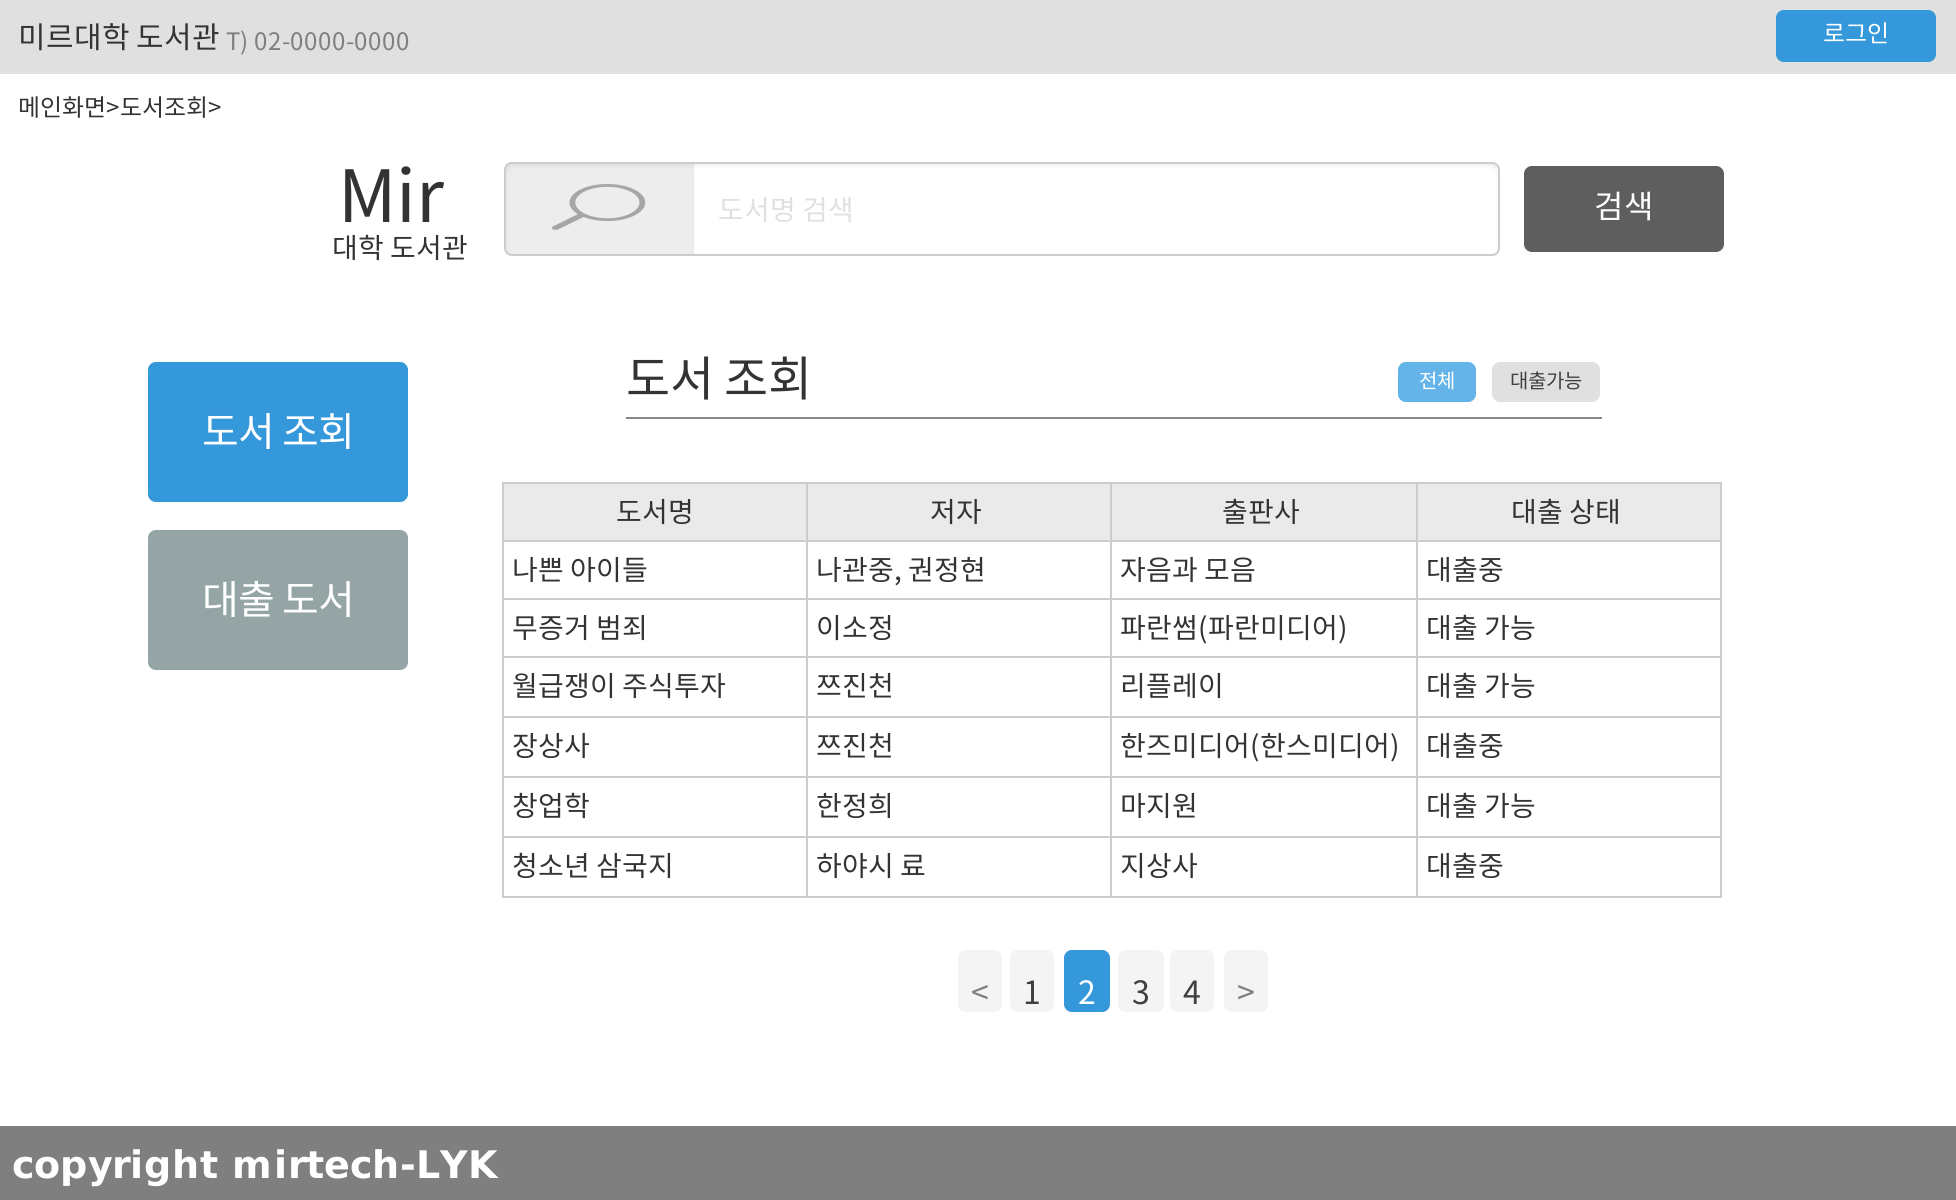 미르대학 도서관 T) 02-0000-0000
로그인
메인화면>도서조회>
Mir
대학 도서관
도서명 검색
검색
도서 조회
대출 도서
도서 조회
전체
대출가능
도서명 저자 출판사 대출 상태
나쁜 아이들 나관중, 권정현 자음과 모음 대출중
무증거 범죄 이소정 파란썸(파란미디어) 대출 가능
월급쟁이 주식투자 쯔진천 리플레이 대출 가능
장상사 쯔진천 한즈미디어(한스미디어) 대출중
창업학 한정희 마지원 대출 가능
청소년 삼국지 하야시 료 지상사 대출중
< 1 2 3 4 >
copyright mirtech-LYK